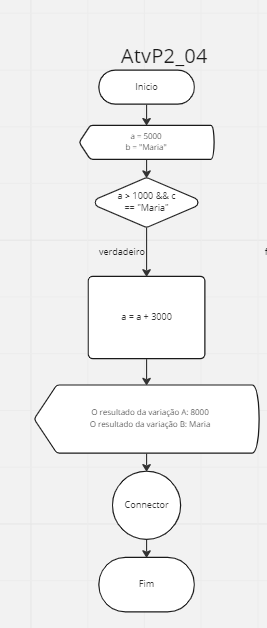 AtvP2_04
Inicio
a = 5000
b = "Maria"
a > 1000 && c
== "Maria"
verdadeiro
f
a = a + 3000
O resultado da variação A: 8000
O resultado da variação B: Maria
Connector
Fim